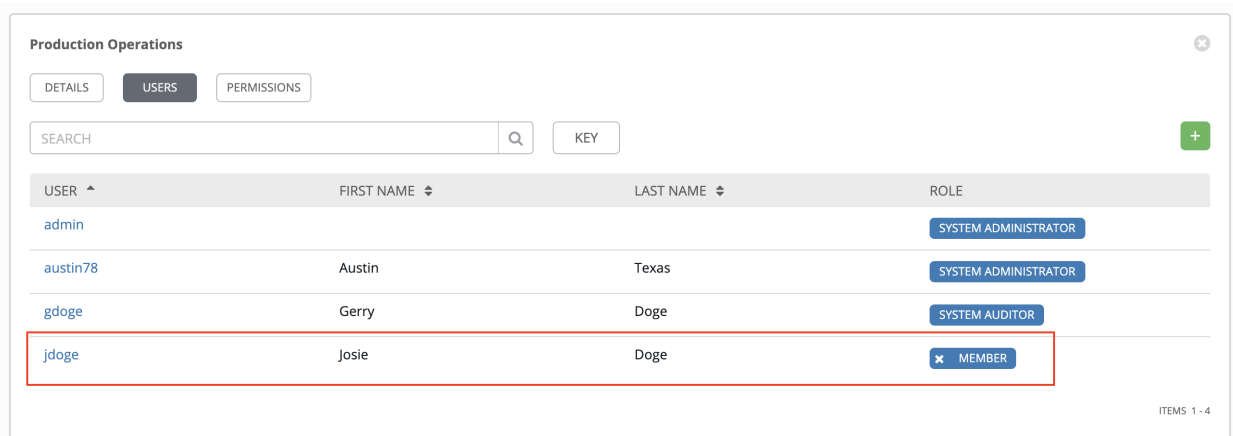 Production Operations
DETAILS USERS PERMISSIONS
SEARCH KEY +
USER FIRST NAME LAST NAME ROLE
admin SYSTEM ADMINISTRATOR
austin78 Austin Texas SYSTEM ADMINISTRATOR
gdoge Gerry Doge SYSTEM AUDITOR
jdoge Josie Doge MEMBER
ITEMS 1 - 4